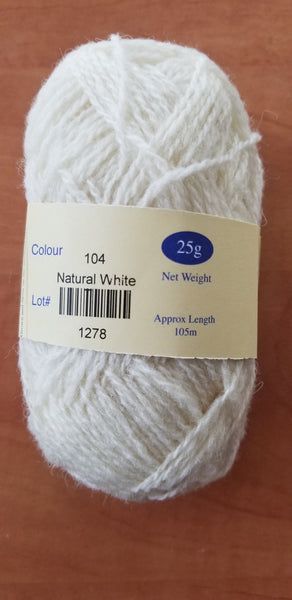 Colour 104
Natural White
Lot#
1278
25g
Net Weight
Approx Length
105m